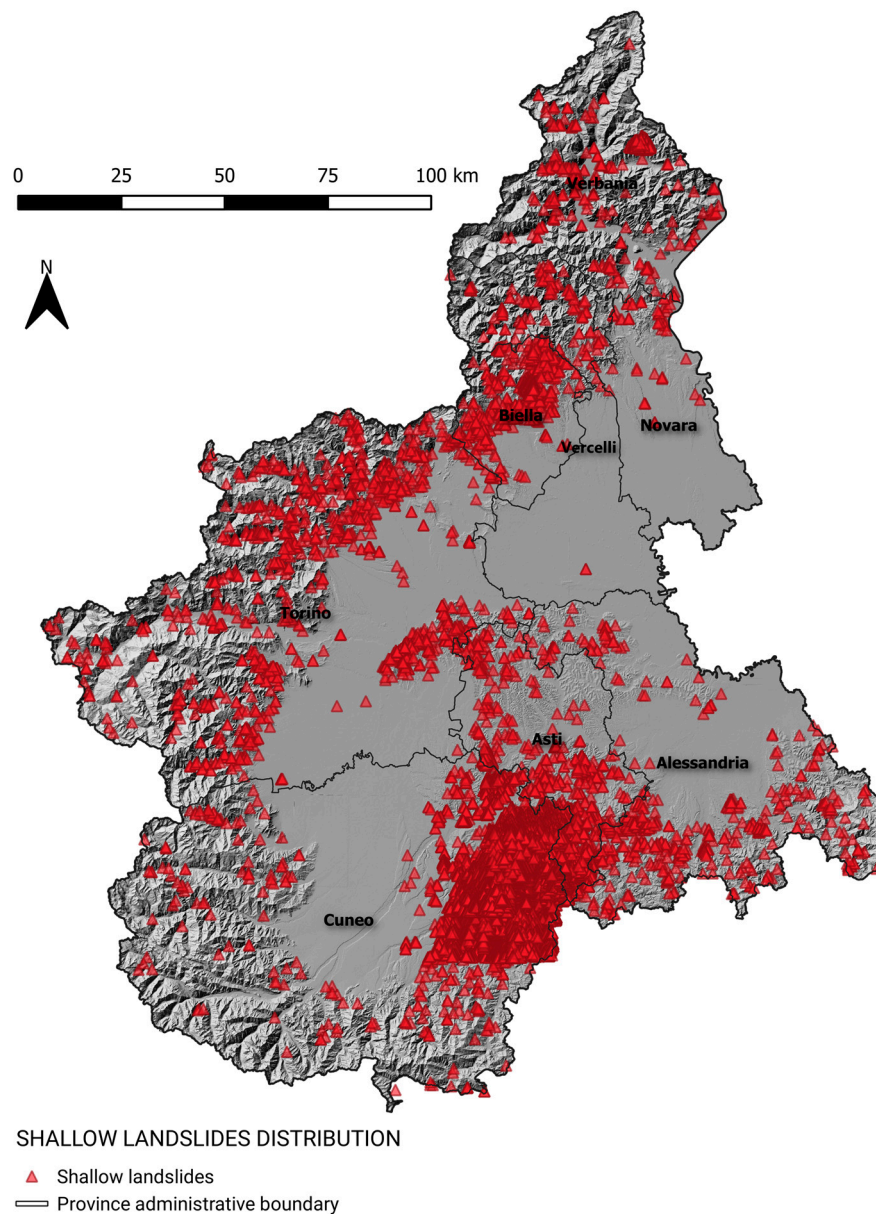 Verbania
0 25 50 75 100 km
N
Biella
Novara
Vercelli
Torino
Asti
Alessandria
Cuneo
SHALLOW LANDSLIDES DISTRIBUTION
Shallow landslides
Province administrative boundary